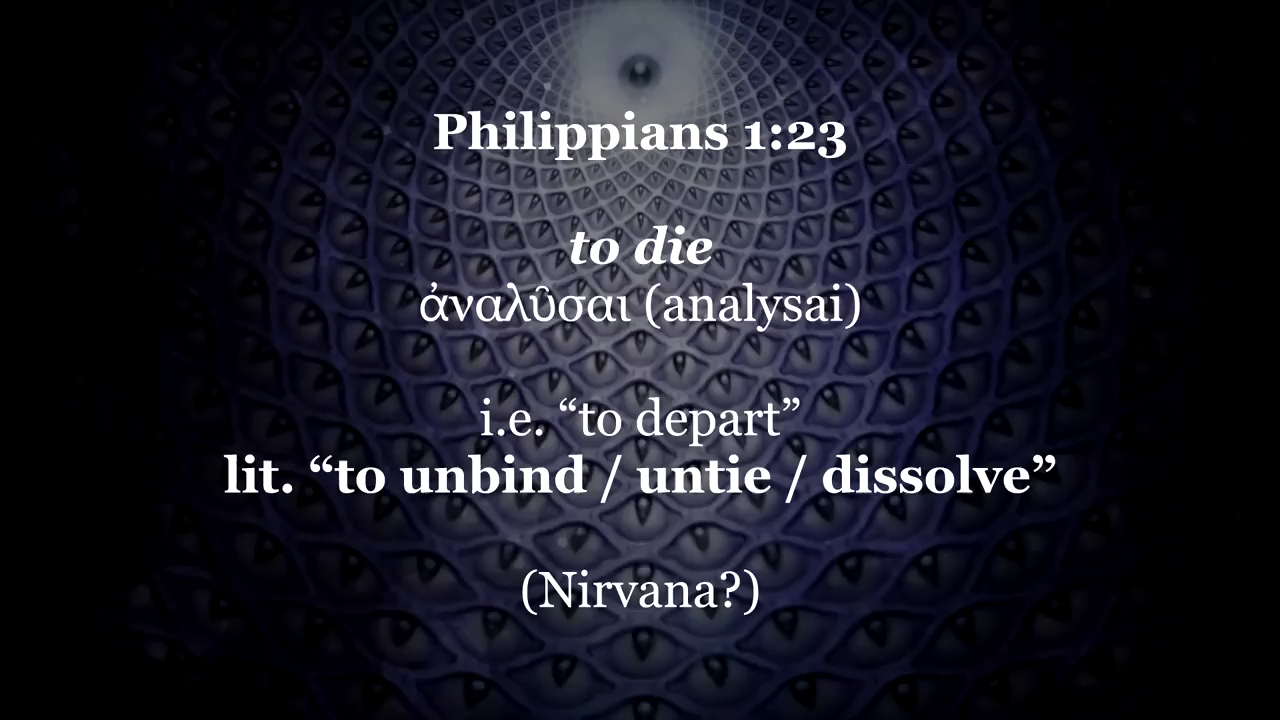 Philippians 1:23
to die
ἀναλῦσαι (analysai)
i.e. “to depart”
lit. “to unbind / untie / dissolve”
(Nirvana?)